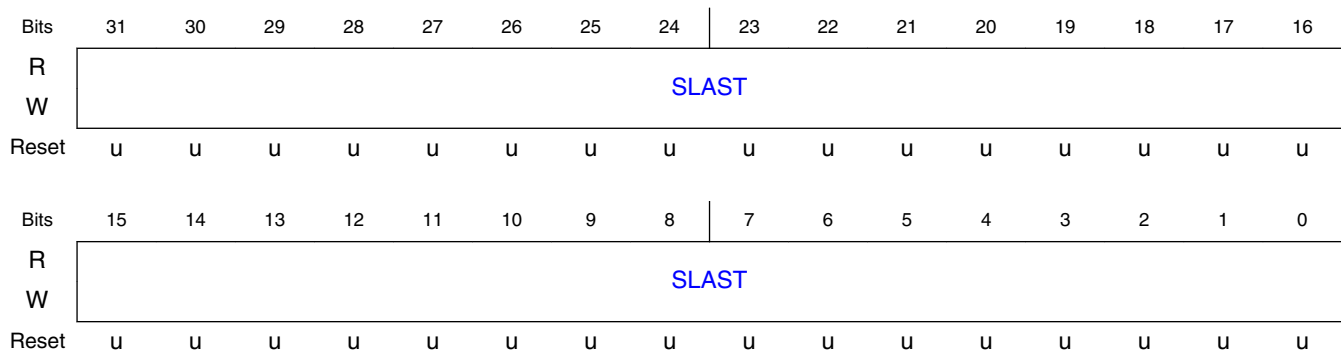 Bits 31 30 29 28 27 26 25 24 23 22 21 20 19 18 17 16
R
SLAST
W
Reset u u u u u u u u u u u u u u u u
Bits 15 14 13 12 11 10 9 8 7 6 5 4 3 2 1 0
R
SLAST
W
Reset u u u u u u u u u u u u u u u u